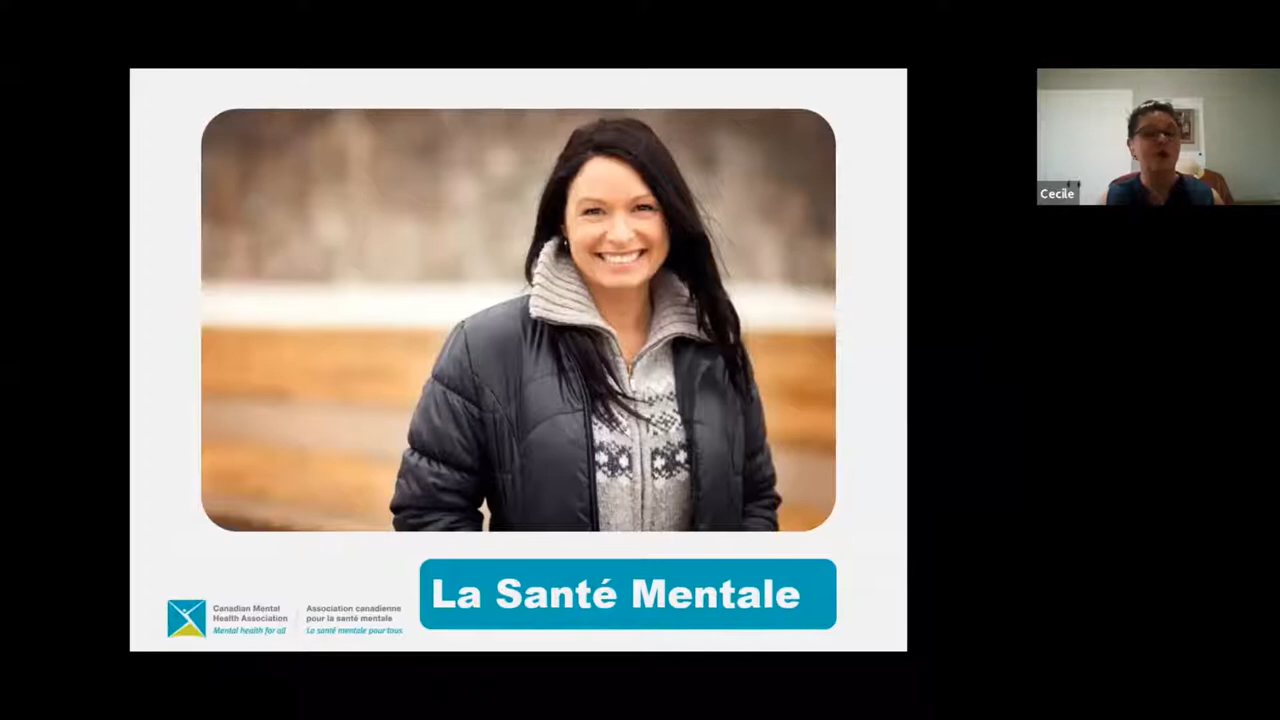 Cecile
La Santé Mentale
Canadian Mental
Health Association
Mental health for all
Association canadienne
pour la santé mentale
La santé mentale pour tous